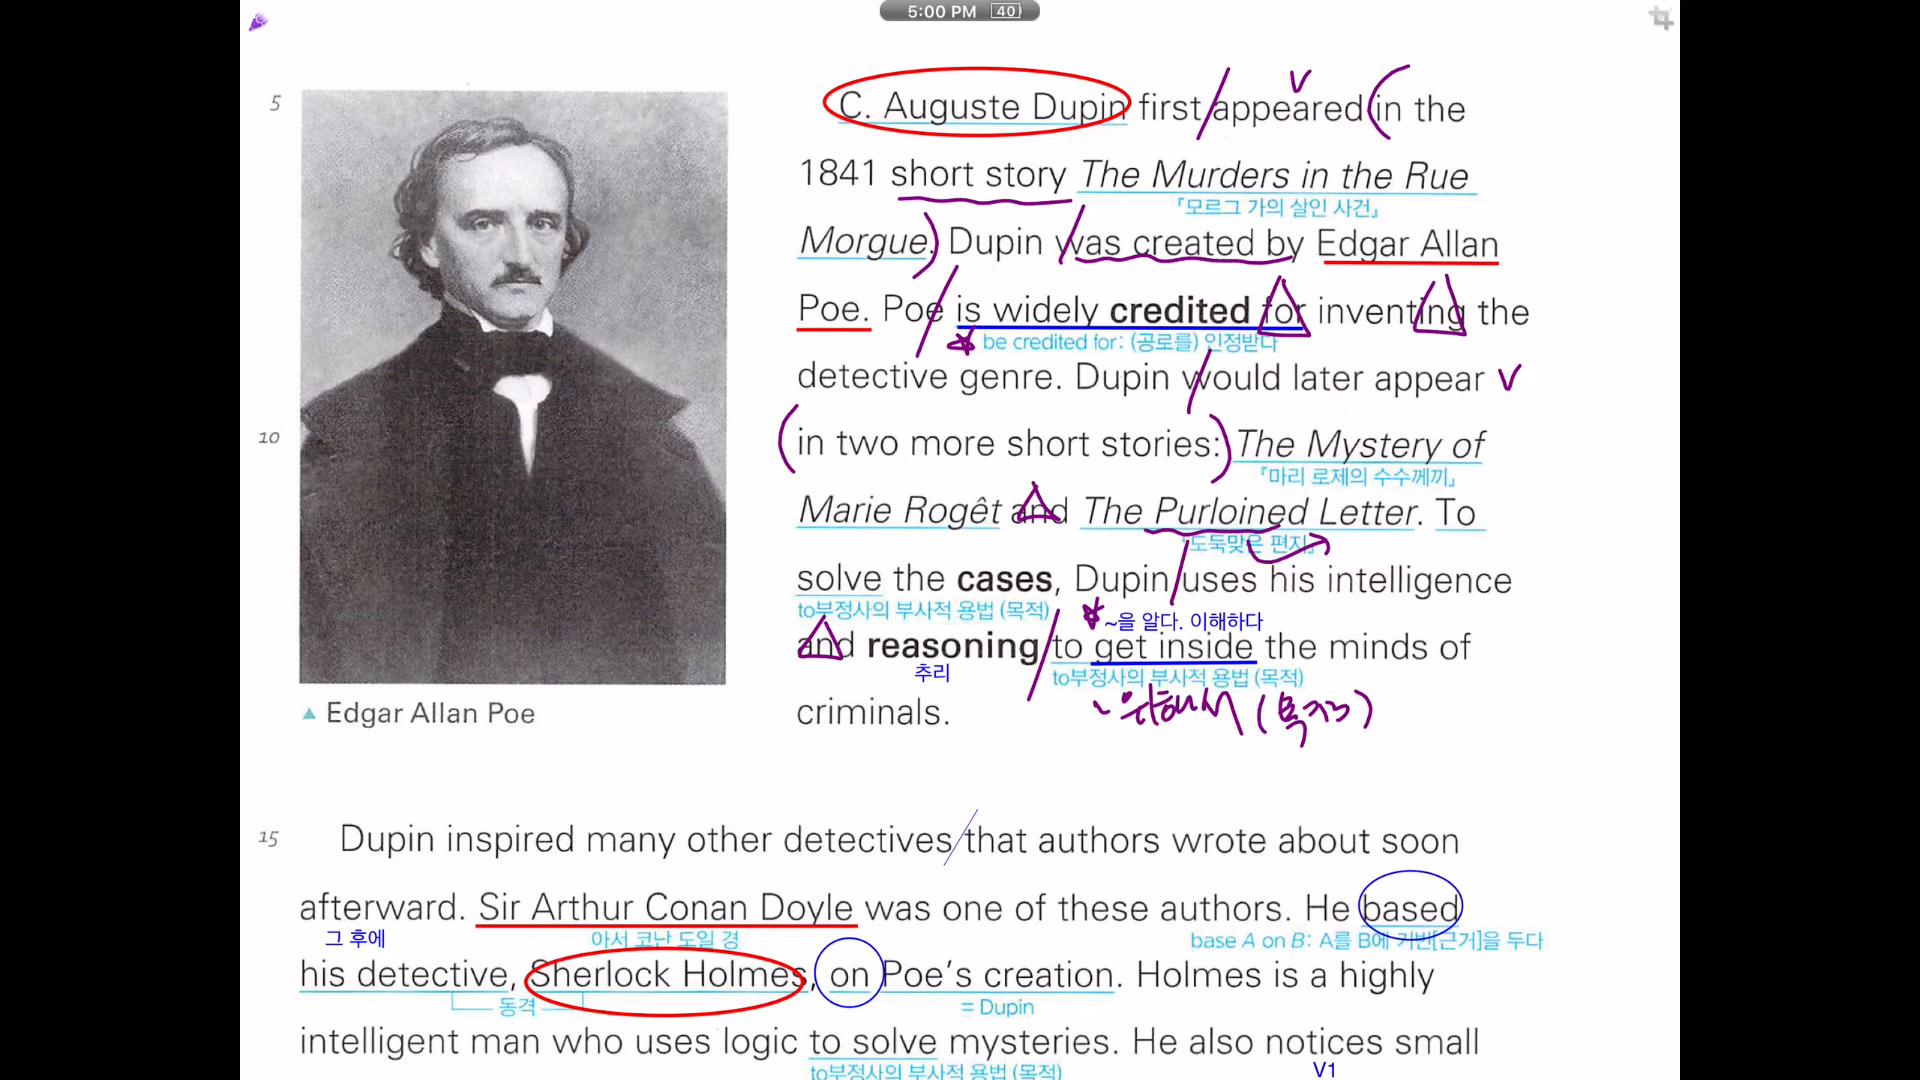 5:00 PM 40
5
C. Auguste Dupin first appeared in the
1841 short story The Murders in the Rue
『모르그 가의 살인 사건』
Morgue. Dupin was created by Edgar Allan
Poe. Poe is widely credited for inventing the
be credited for: (공로를) 인정받다
detective genre. Dupin would later appear
10
in two more short stories: The Mystery of
『마리 로제의 수수께끼』
Marie Rogêt and The Purloined Letter. To
『도둑맞은 편지』
solve the cases, Dupin uses his intelligence
to부정사의 부사적 용법 (목적)
~을 알다. 이해하다
and reasoning to get inside the minds of
추리
to부정사의 부사적 용법 (목적)
criminals.
~위해서 (목적)
▲ Edgar Allan Poe
15
Dupin inspired many other detectives that authors wrote about soon
afterward. Sir Arthur Conan Doyle was one of these authors. He based
그 후에
아서 코난 도일 경
base A on B: A를 B에 기반[근거]을 두다
his detective, Sherlock Holmes, on Poe's creation. Holmes is a highly
동격
= Dupin
intelligent man who uses logic to solve mysteries. He also notices small
to부정사의 부사적 용법 (목적)
V1